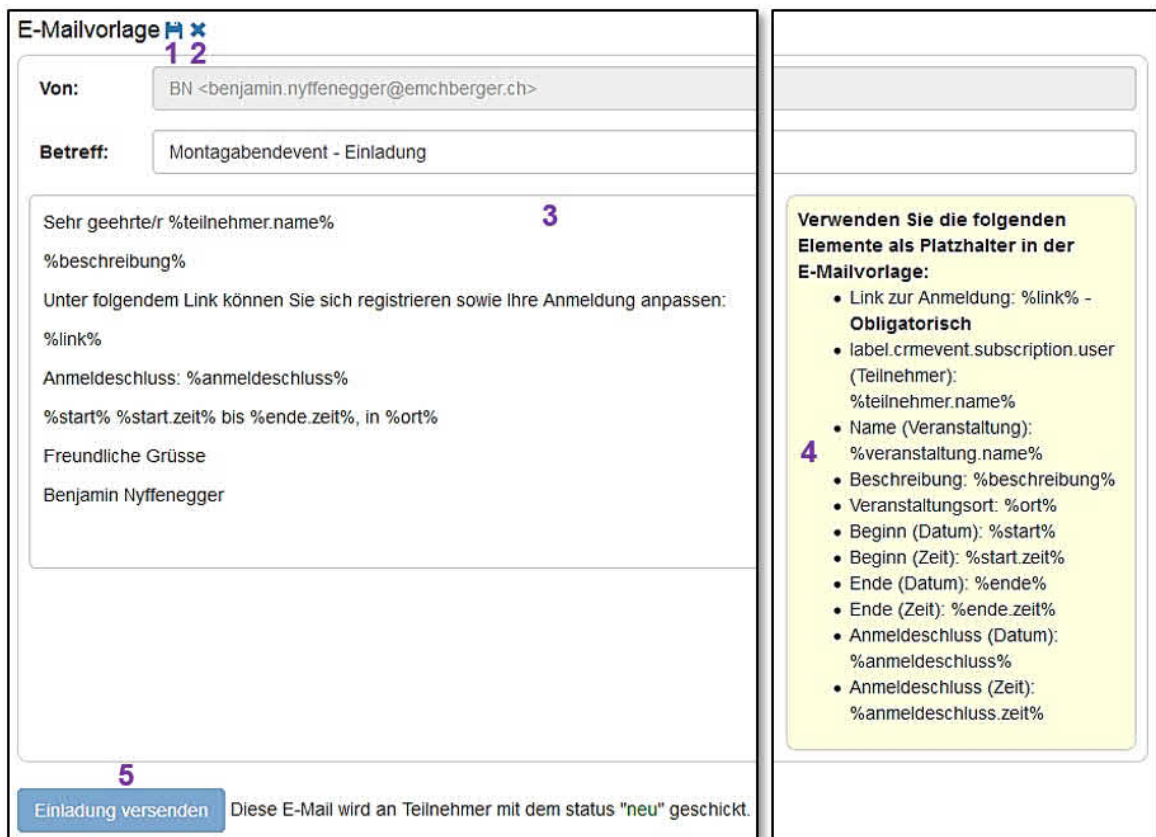 E-Mailvorlage
1 2
Von: BN <benjamin.nyffenegger@emchberger.ch>
Betreff: Montagabendevent - Einladung
3
Sehr geehrte/r %teilnehmer.name%
%beschreibung%
Unter folgendem Link können Sie sich registrieren sowie Ihre Anmeldung anpassen:
%link%
Anmeldeschluss: %anmeldeschluss%
%start% %start.zeit% bis %ende.zeit%, in %ort%
Freundliche Grüsse
Benjamin Nyffenegger
Verwenden Sie die folgenden
Elemente als Platzhalter in der
E-Mailvorlage:
• Link zur Anmeldung: %link% -
Obligatorisch
• label.crmevent.subscription.user
(Teilnehmer):
%teilnehmer.name%
• Name (Veranstaltung):
4
%veranstaltung.name%
• Beschreibung: %beschreibung%
• Veranstaltungsort: %ort%
• Beginn (Datum): %start%
• Beginn (Zeit): %start.zeit%
• Ende (Datum): %ende%
• Ende (Zeit): %ende.zeit%
• Anmeldeschluss (Datum):
%anmeldeschluss%
• Anmeldeschluss (Zeit):
%anmeldeschluss.zeit%
5
Einladung versenden Diese E-Mail wird an Teilnehmer mit dem status "neu" geschickt.